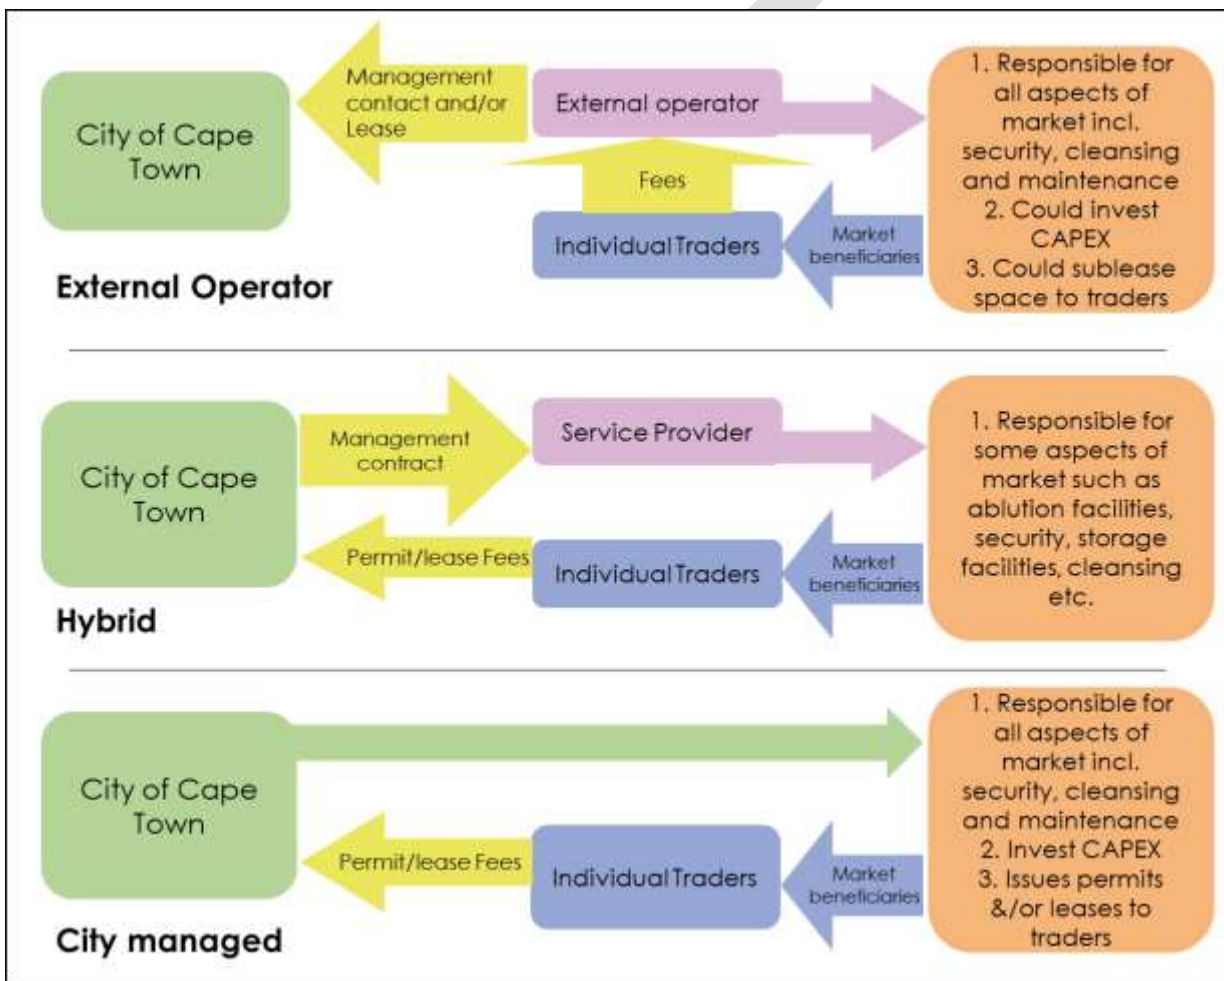 City of Cape
Town
Management
contact and/or
Lease
External operator
Fees
Individual Traders
Market
beneficiaries
1. Responsible for
all aspects of
market incl.
security, cleansing
and maintenance
2. Could invest
CAPEX
3. Could sublease
space to traders
External Operator
City of Cape
Town
Management
contract
Service Provider
Permit/lease Fees
Individual Traders
Market
beneficiaries
1. Responsible for
some aspects of
market such as
ablution facilities,
security, storage
facilities, cleansing
etc.
Hybrid
City of Cape
Town
Permit/lease Fees
Individual Traders
Market
beneficiaries
1. Responsible for
all aspects of
market incl.
security, cleansing
and maintenance
2. Invest CAPEX
3. Issues permits
&/or leases to
traders
City managed